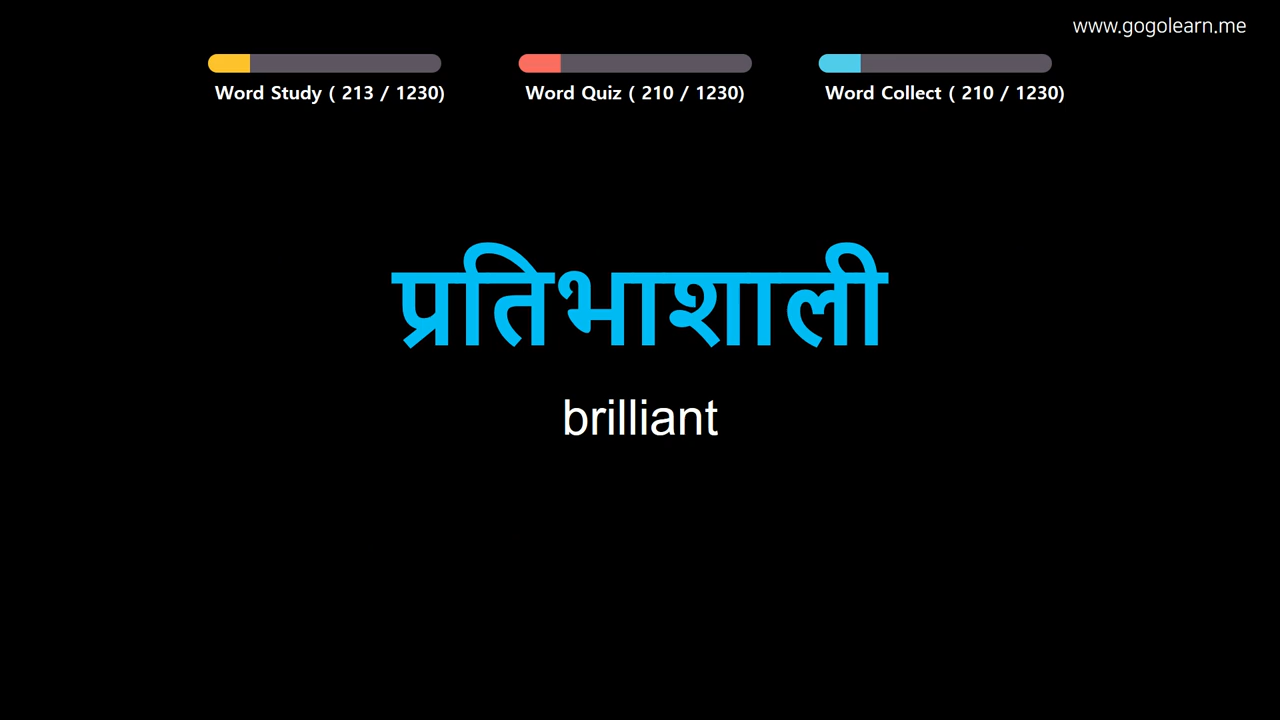 www.gogolearn.me
Word Study ( 213 / 1230)
Word Quiz ( 210 / 1230)
Word Collect ( 210 / 1230)
प्रतिभाशाली
brilliant